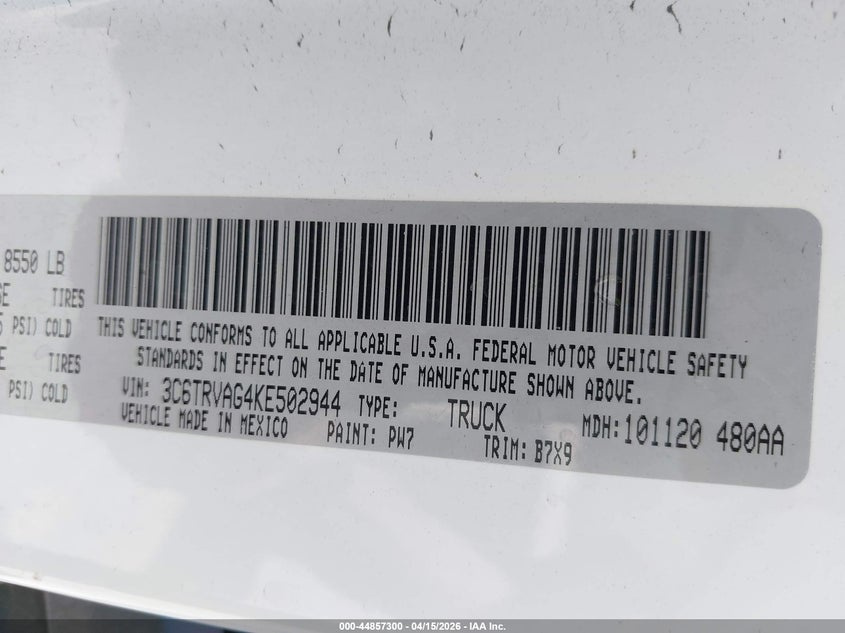 8550 LB
TIRES
PSI) COLD
TIRES
PSI) COLD
THIS VEHICLE CONFORMS TO ALL APPLICABLE U.S.A. FEDERAL MOTOR VEHICLE SAFETY
STANDARDS IN EFFECT ON THE DATE OF MANUFACTURE SHOWN ABOVE.
VIN: 3C6TRVAG4KE502944 TYPE: TRUCK MDH:101120 480AA
VEHICLE MADE IN MEXICO PAINT: PW7 TRIM: B7X9
000-44857300 - 04/15/2026 - IAA Inc.